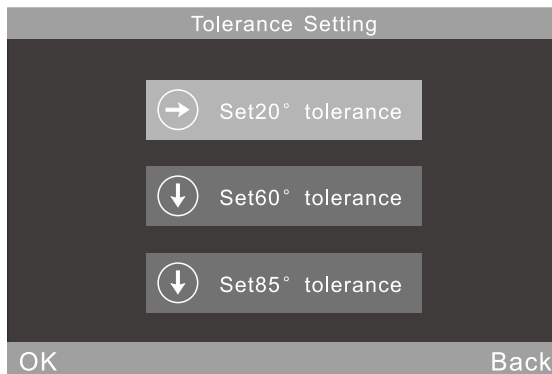 Tolerance Setting
Set20° tolerance
Set60° tolerance
Set85° tolerance
OK Back